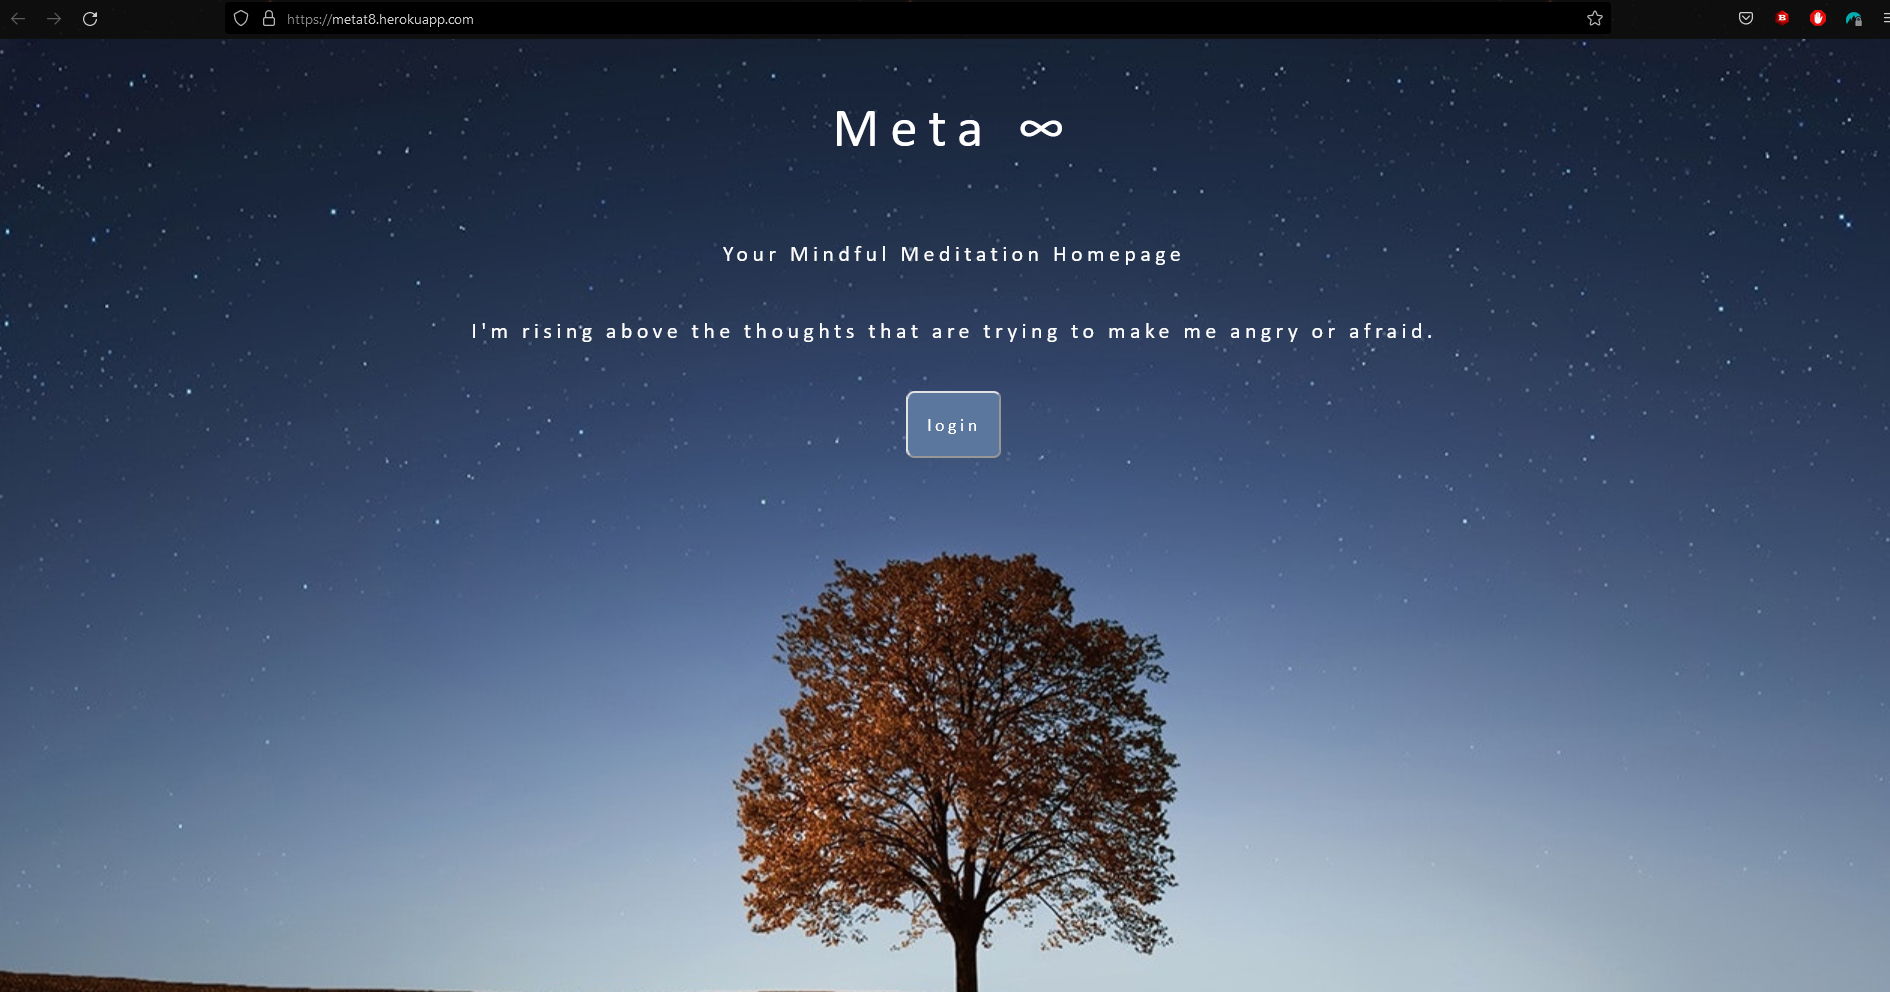 https://metat8.herokuapp.com
Meta ∞
Your Mindful Meditation Homepage
I'm rising above the thoughts that are trying to make me angry or afraid.
login